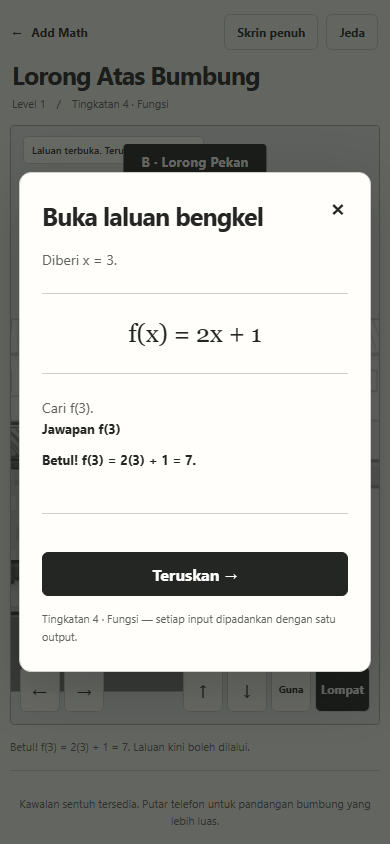 ← Add Math
Skrin penuh
Jeda
Lorong Atas Bumbung
Level 1 / Tingkatan 4 · Fungsi
Laluan terbuka. Teru
B · Lorong Pekan
Buka laluan bengkel
×
Diberi x = 3.
f(x) = 2x + 1
Cari f(3).
Jawapan f(3)
Betul! f(3) = 2(3) + 1 = 7.
Teruskan →
Tingkatan 4 · Fungsi — setiap input dipadankan dengan satu
output.
← → ↑ ↓ Guna Lompat
Betul! f(3) = 2(3) + 1 = 7. Laluan kini boleh dilalui.
Kawalan sentuh tersedia. Putar telefon untuk pandangan bumbung yang
lebih luas.